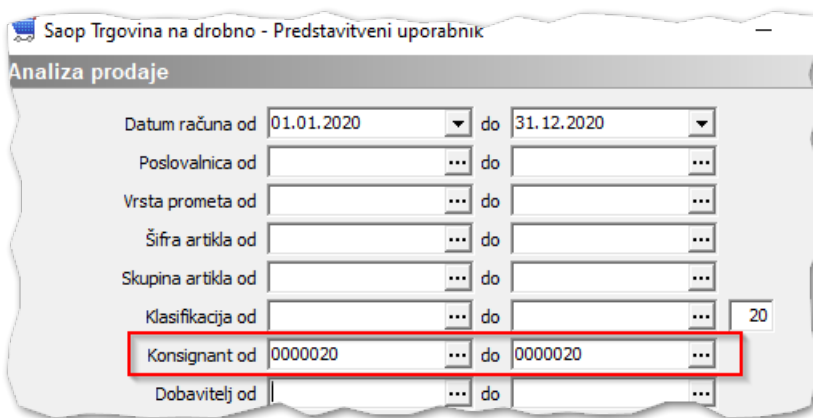 Saop Trgovina na drobno - Predstavitveni uporabnik
Analiza prodaje
Datum računa od 01.01.2020 do 31.12.2020
Poslovalnica od ... do ...
Vrsta prometa od ... do ...
Šifra artikla od ... do ...
Skupina artikla od ... do ...
Klasifikacija od ... do ... 20
Konsignant od 0000020 ... do 0000020 ...
Dobavitelj od ... do ...